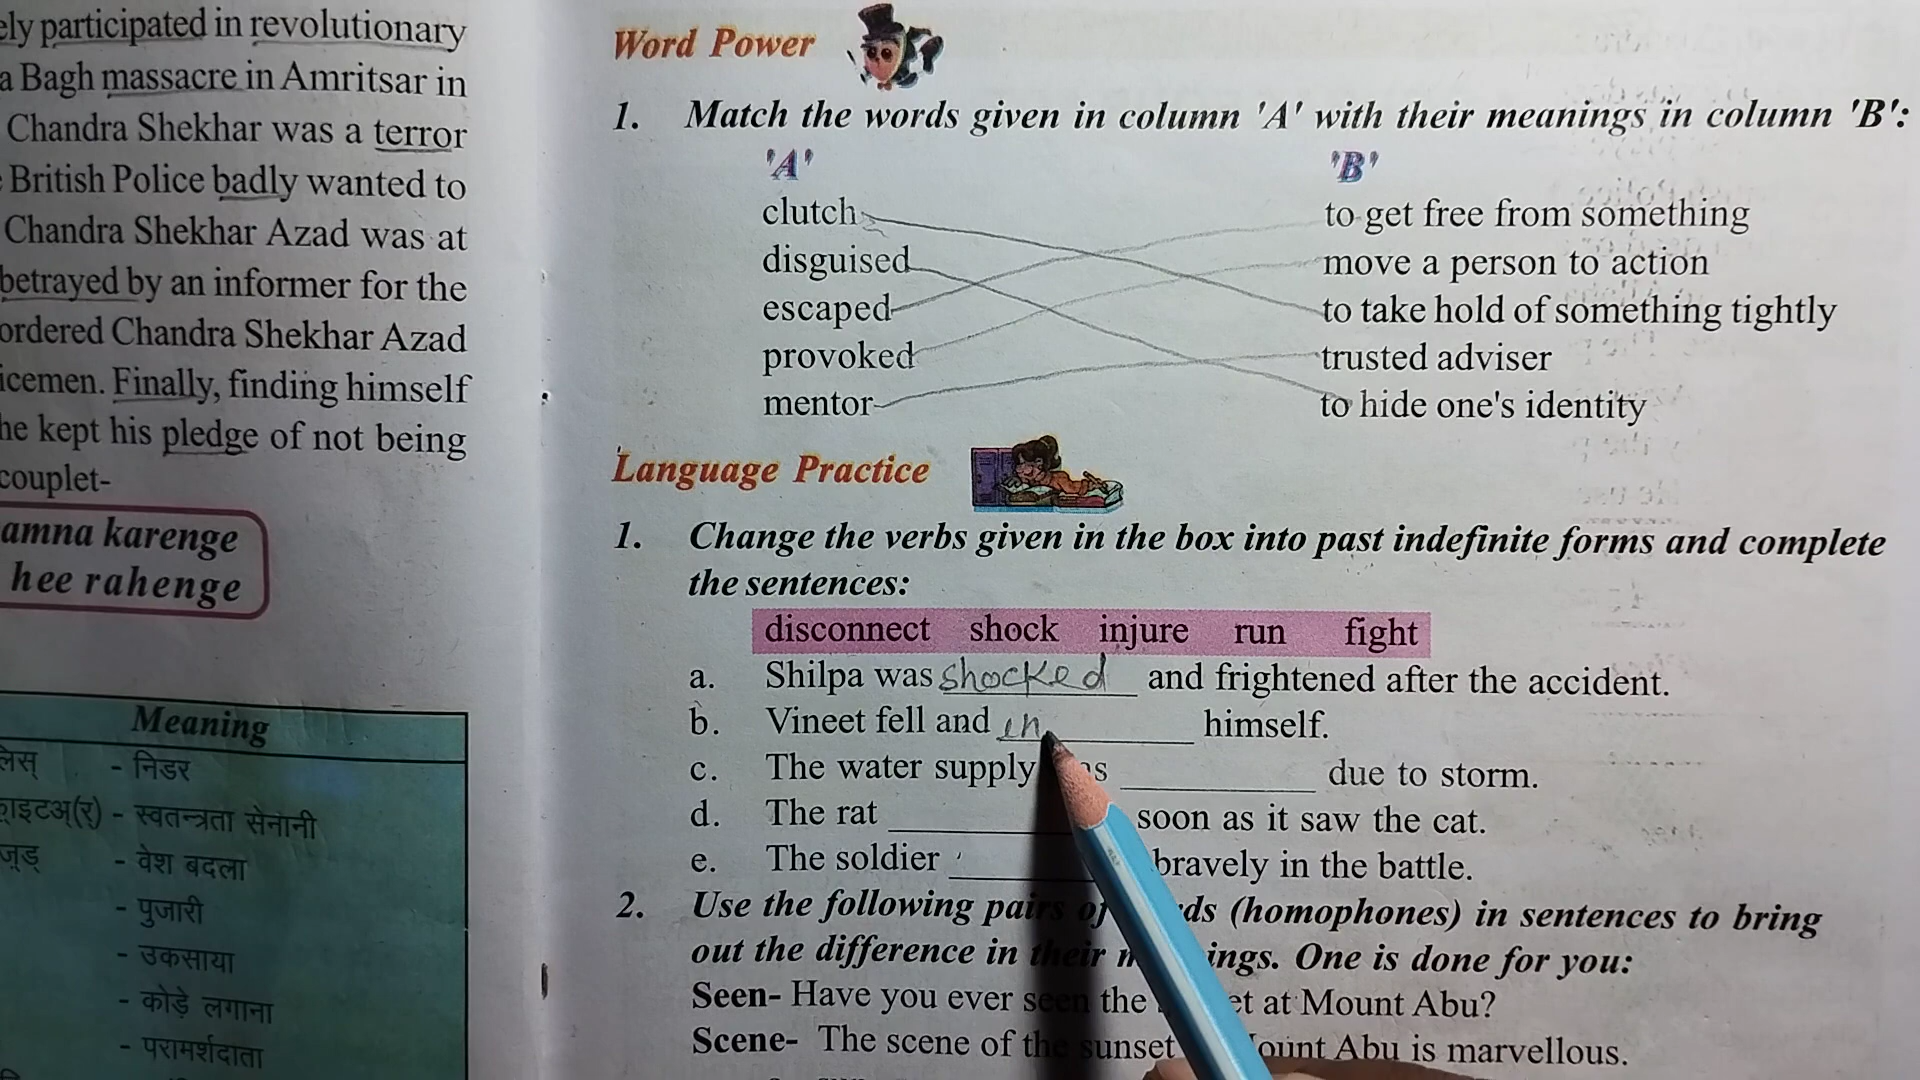 ely participated in revolutionary
a Bagh massacre in Amritsar in
Chandra Shekhar was a terror
British Police badly wanted to
Chandra Shekhar Azad was at
betrayed by an informer for the
ordered Chandra Shekhar Azad
icemen. Finally, finding himself
he kept his pledge of not being
couplet-
amna karenge
hee rahenge
Meaning
लिस् - निडर
फ़ाइटअ(र) - स्वतन्त्रता सेनानी
ज़्ड् - वेश बदला
- पुजारी
- उकसाया
- कोड़े लगाना
- परामर्शदाता
Word Power
1. Match the words given in column 'A' with their meanings in column 'B':
'A' 'B'
clutch to get free from something
disguised move a person to action
escaped to take hold of something tightly
provoked trusted adviser
mentor to hide one's identity
Language Practice
1. Change the verbs given in the box into past indefinite forms and complete
the sentences:
disconnect shock injure run fight
a. Shilpa was shocked and frightened after the accident.
b. Vineet fell and in himself.
c. The water supply due to storm.
d. The rat soon as it saw the cat.
e. The soldier bravely in the battle.
2. Use the following pairs of (homophones) in sentences to bring
out the difference in their . One is done for you:
Seen- Have you ever seen the at Mount Abu?
Scene- The scene of the sunset Mount Abu is marvellous.